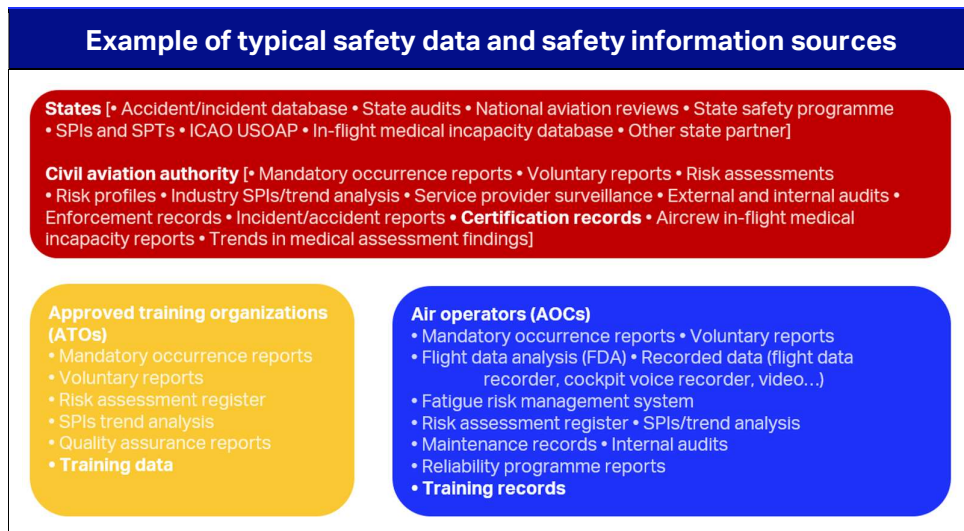 Example of typical safety data and safety information sources
States [• Accident/incident database • State audits • National aviation reviews • State safety programme
• SPIs and SPTs • ICAO USOAP • In-flight medical incapacity database • Other state partner]
Civil aviation authority [• Mandatory occurrence reports • Voluntary reports • Risk assessments
• Risk profiles • Industry SPIs/trend analysis • Service provider surveillance • External and internal audits •
Enforcement records • Incident/accident reports • Certification records • Aircrew in-flight medical
incapacity reports • Trends in medical assessment findings]
Approved training organizations
(ATOs)
• Mandatory occurrence reports
• Voluntary reports
• Risk assessment register
• SPIs trend analysis
• Quality assurance reports
• Training data
Air operators (AOCs)
• Mandatory occurrence reports • Voluntary reports
• Flight data analysis (FDA) • Recorded data (flight data
recorder, cockpit voice recorder, video...)
• Fatigue risk management system
• Risk assessment register • SPIs/trend analysis
• Maintenance records • Internal audits
• Reliability programme reports
• Training records